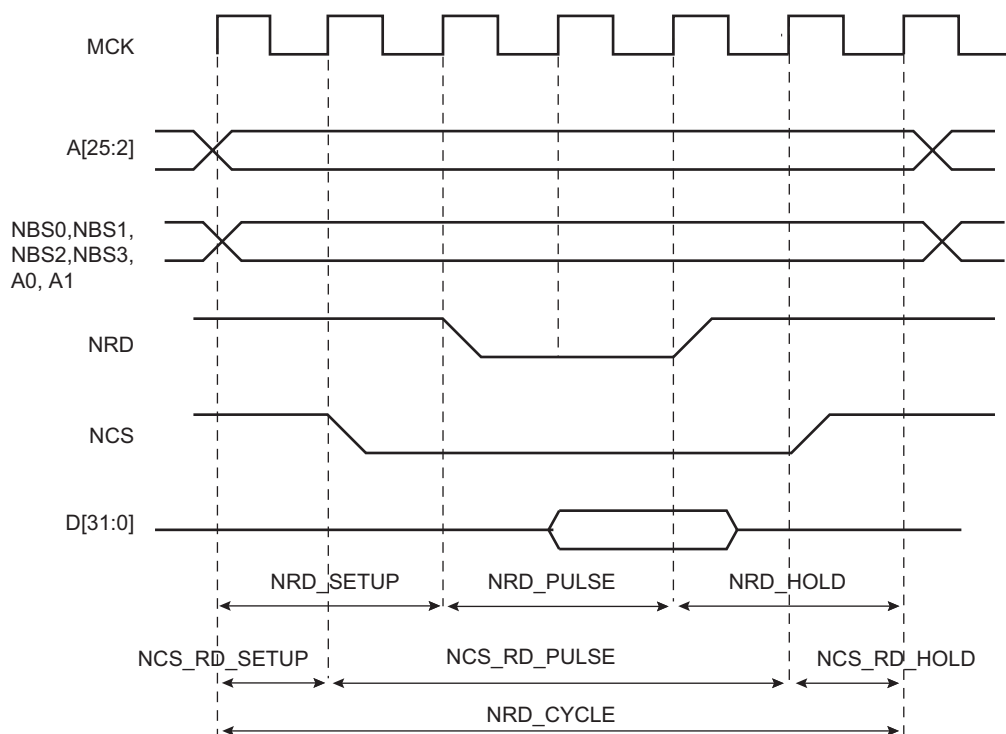 MCK
A[25:2]
NBS0,NBS1,
NBS2,NBS3,
A0, A1
NRD
NCS
D[31:0]
NRD_SETUP NRD_PULSE NRD_HOLD
NCS_RD_SETUP NCS_RD_PULSE NCS_RD_HOLD
NRD_CYCLE